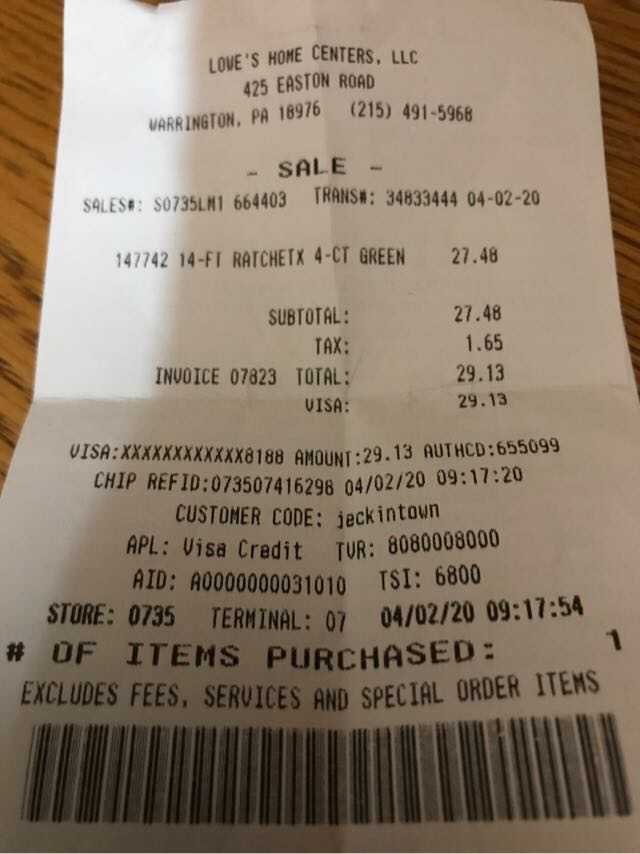 LOWE'S HOME CENTERS, LLC
425 EASTON ROAD
WARRINGTON, PA 18976 (215) 491-5968
- SALE -
SALES#: S0735LM1 664403 TRANS#: 34833444 04-02-20
147742 14-FT RATCHETX 4-CT GREEN 27.48
SUBTOTAL: 27.48
TAX: 1.65
INVOICE 07823 TOTAL: 29.13
VISA: 29.13
VISA:XXXXXXXXXXXX8188 AMOUNT:29.13 AUTHCD:655099
CHIP REFID:073507416298 04/02/20 09:17:20
CUSTOMER CODE: jeckintown
APL: Visa Credit TVR: 8080008000
AID: A0000000031010 TSI: 6800
STORE: 0735 TERMINAL: 07 04/02/20 09:17:54
# OF ITEMS PURCHASED: 1
EXCLUDES FEES, SERVICES AND SPECIAL ORDER ITEMS